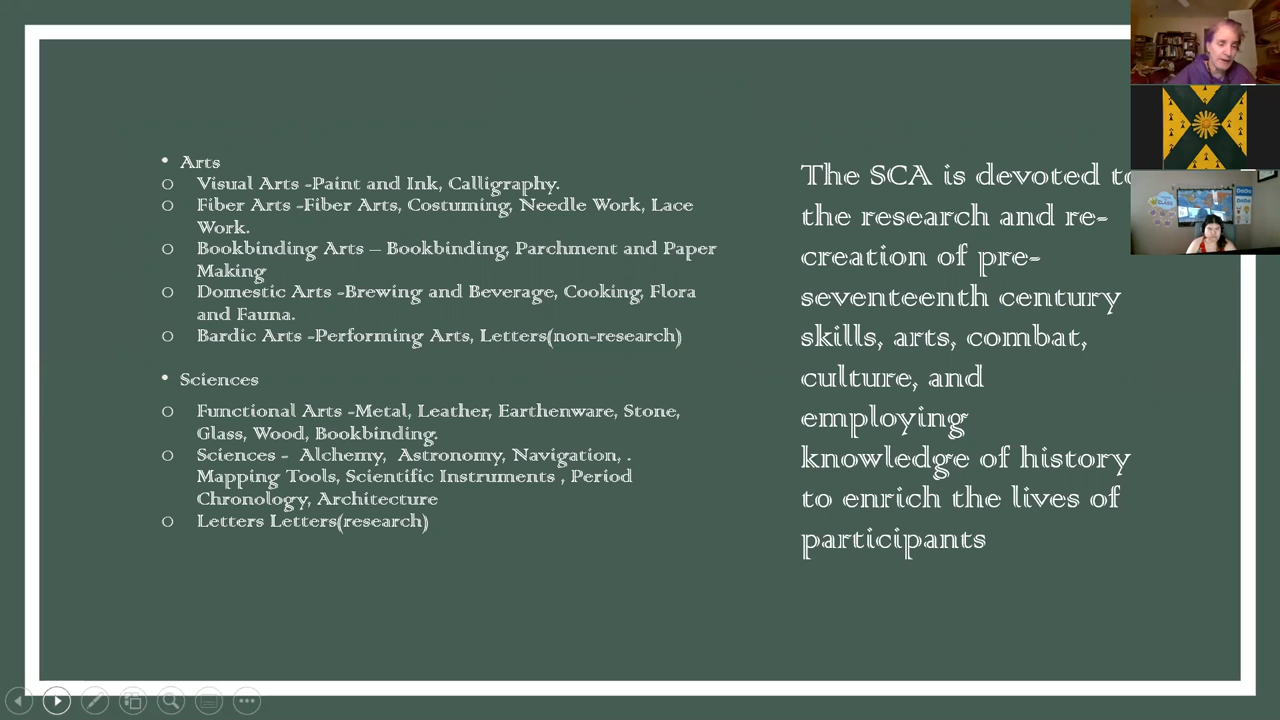 • Arts
o Visual Arts -Paint and Ink, Calligraphy.
o Fiber Arts -Fiber Arts, Costuming, Needle Work, Lace
Work.
o Bookbinding Arts – Bookbinding, Parchment and Paper
Making
o Domestic Arts -Brewing and Beverage, Cooking, Flora
and Fauna.
o Bardic Arts -Performing Arts, Letters(non-research)
• Sciences
o Functional Arts -Metal, Leather, Earthenware, Stone,
Glass, Wood, Bookbinding.
o Sciences - Alchemy, Astronomy, Navigation, .
Mapping Tools, Scientific Instruments , Period
Chronology, Architecture
o Letters Letters(research)
The SCA is devoted to
the research and re-
creation of pre-
seventeenth century
skills, arts, combat,
culture, and
employing
knowledge of history
to enrich the lives of
participants